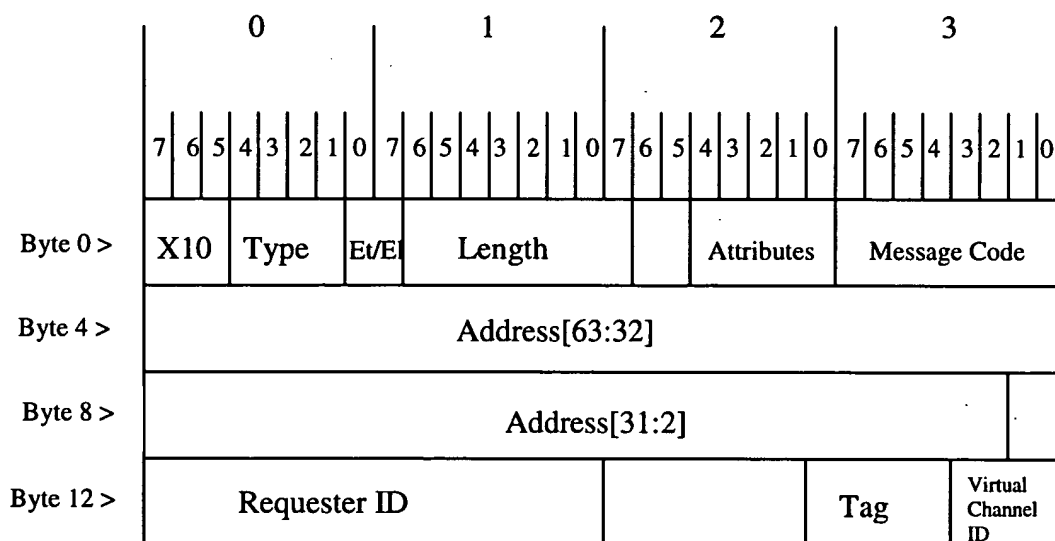 0 1 2 3
7 6 5 4 3 2 1 0 7 6 5 4 3 2 1 0 7 6 5 4 3 2 1 0 7 6 5 4 3 2 1 0
Byte 0 > X10 Type Et/El Length Attributes Message Code
Byte 4 > Address[63:32]
Byte 8 > Address[31:2]
Byte 12 > Requester ID Tag Virtual
Channel
ID